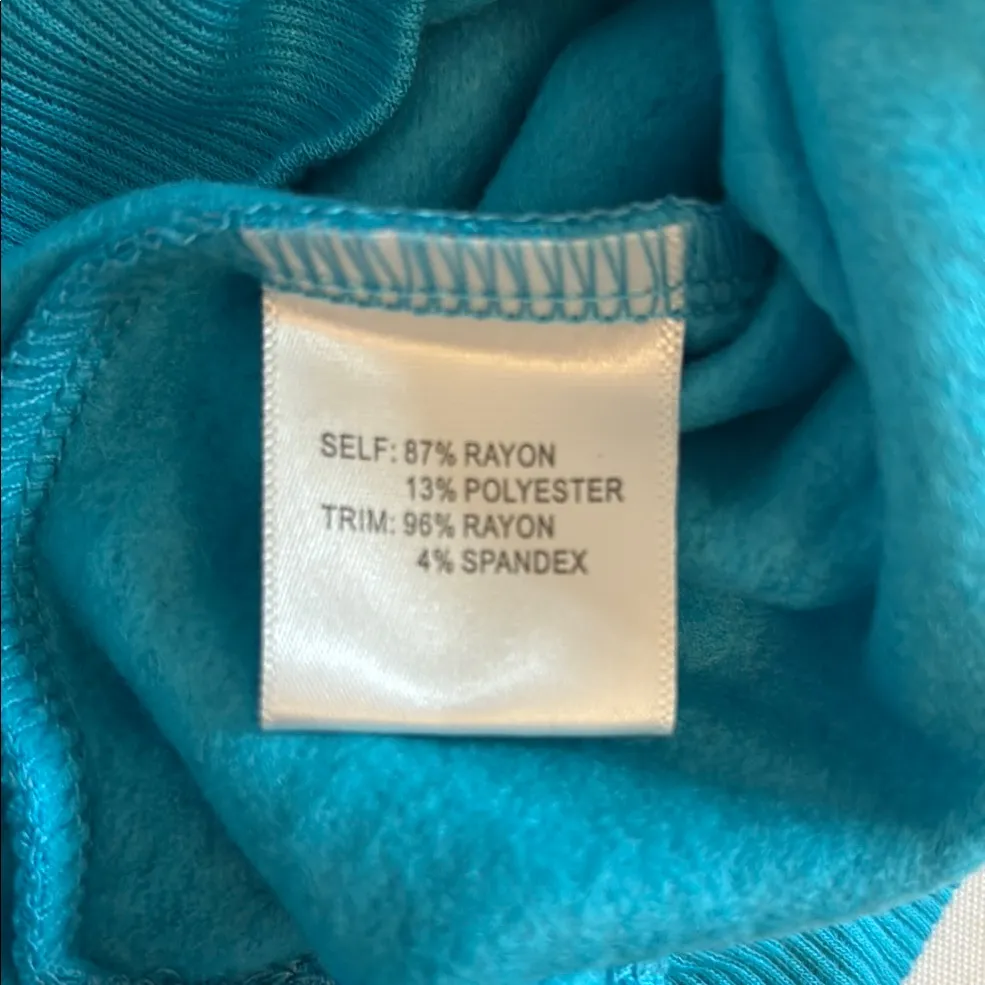 SELF: 87% RAYON
13% POLYESTER
TRIM: 96% RAYON
4% SPANDEX